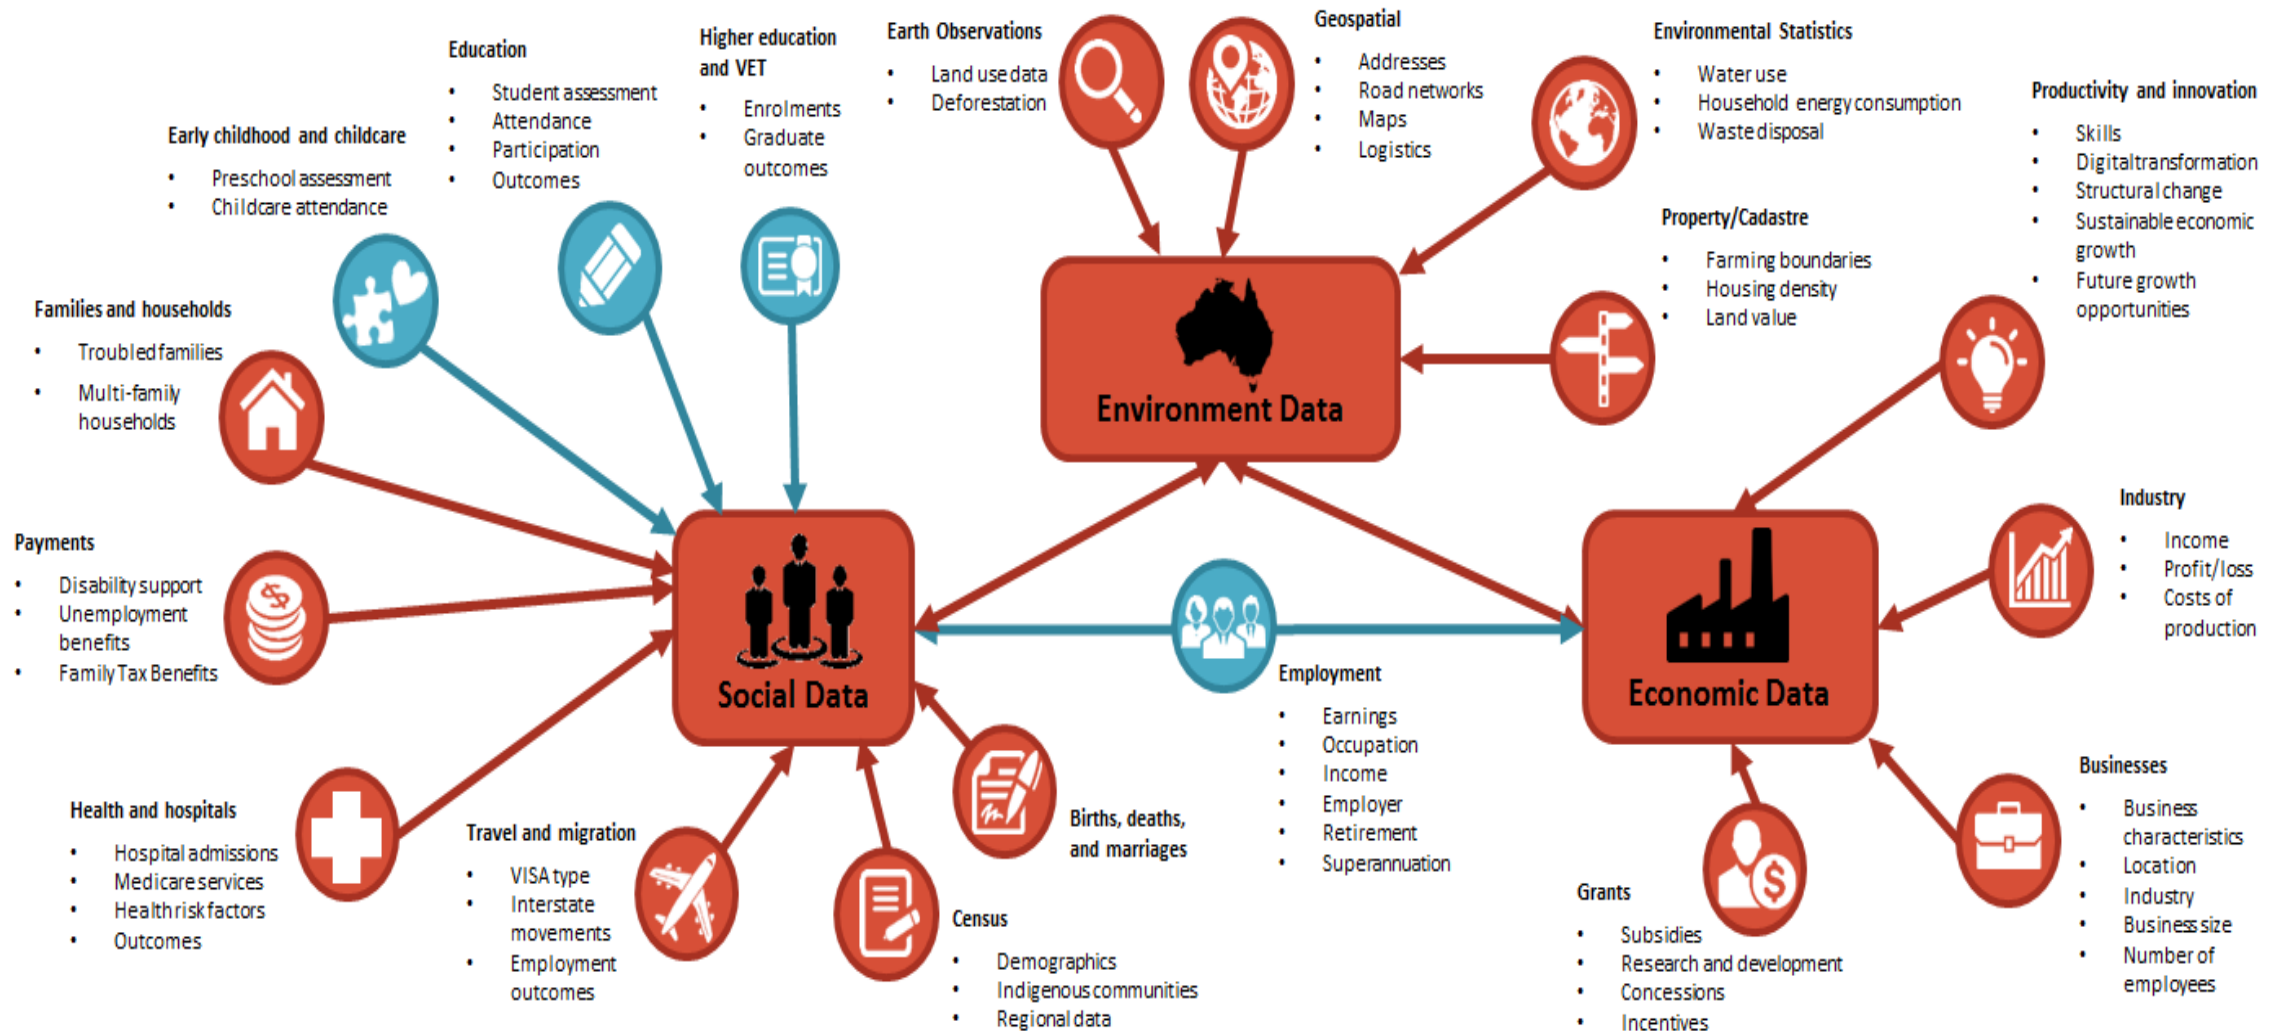 Early childhood and childcare
• Preschool assessment
• Childcare attendance
Education
• Student assessment
• Attendance
• Participation
• Outcomes
Higher education
and VET
• Enrolments
• Graduate
outcomes
Earth Observations
• Land use data
• Deforestation
Geospatial
• Addresses
• Road networks
• Maps
• Logistics
Environmental Statistics
• Water use
• Household energy consumption
• Waste disposal
Productivity and innovation
• Skills
• Digital transformation
• Structural change
• Sustainable economic
growth
• Future growth
opportunities
Property/Cadastre
• Farming boundaries
• Housing density
• Land value
Families and households
• Troubled families
• Multi-family
households
Environment Data
Payments
• Disability support
• Unemployment
benefits
• Family Tax Benefits
$
Social Data
Economic Data
Industry
• Income
• Profit/loss
• Costs of
production
Employment
• Earnings
• Occupation
• Income
• Employer
• Retirement
• Superannuation
Health and hospitals
• Hospital admissions
• Medicare services
• Health risk factors
• Outcomes
Travel and migration
• VISA type
• Interstate
movements
• Employment
outcomes
Births, deaths,
and marriages
Census
• Demographics
• Indigenous communities
• Regional data
Grants
• Subsidies
• Research and development
• Concessions
• Incentives
$
Businesses
• Business
characteristics
• Location
• Industry
• Business size
• Number of
employees